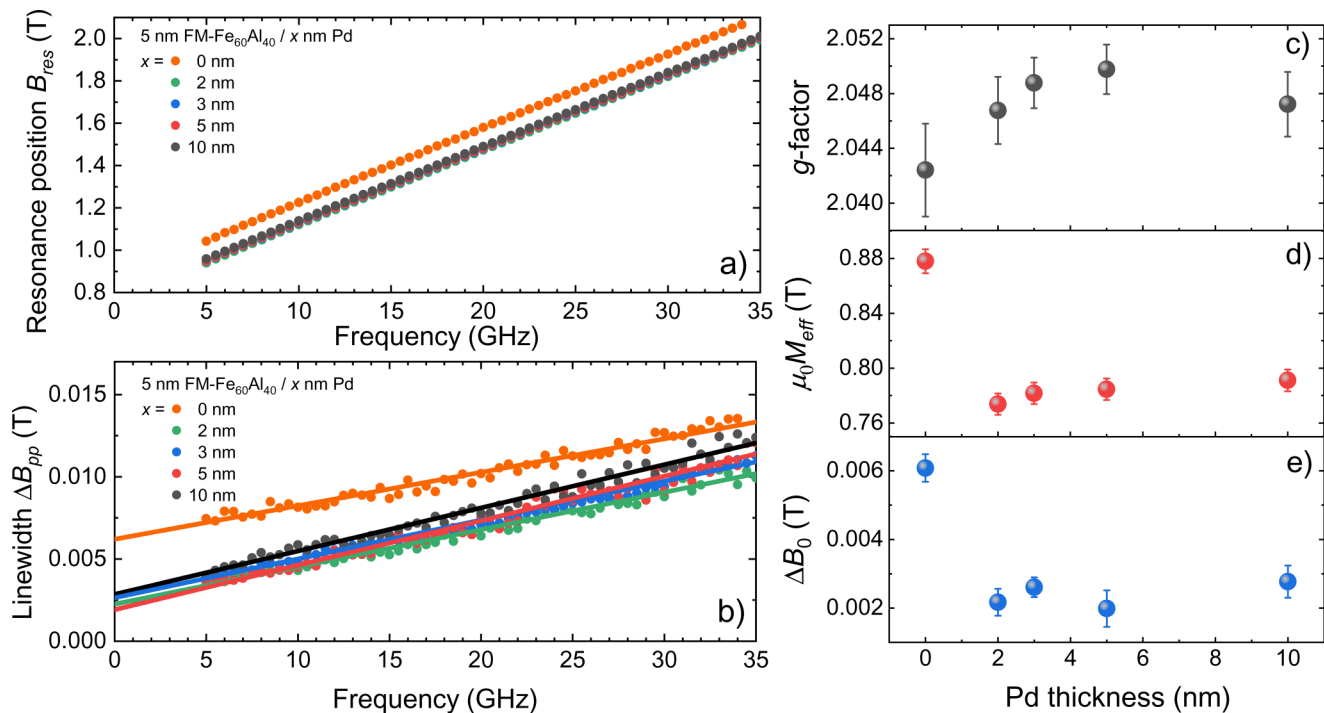 Resonance position B_res (T)
2.0
1.8
1.6
1.4
1.2
1.0
0.8
5 nm FM-Fe₆₀Al₄₀ / x nm Pd
x = 0 nm
2 nm
3 nm
5 nm
10 nm
a)
0 5 10 15 20 25 30 35
Frequency (GHz)
Linewidth ΔB_pp (T)
0.015
0.010
0.005
0.000
5 nm FM-Fe₆₀Al₄₀ / x nm Pd
x = 0 nm
2 nm
3 nm
5 nm
10 nm
b)
0 5 10 15 20 25 30 35
Frequency (GHz)
g-factor
2.052
2.048
2.044
2.040
c)
μ₀M_eff (T)
0.88
0.84
0.80
0.76
d)
ΔB₀ (T)
0.006
0.004
0.002
e)
0 2 4 6 8 10
Pd thickness (nm)